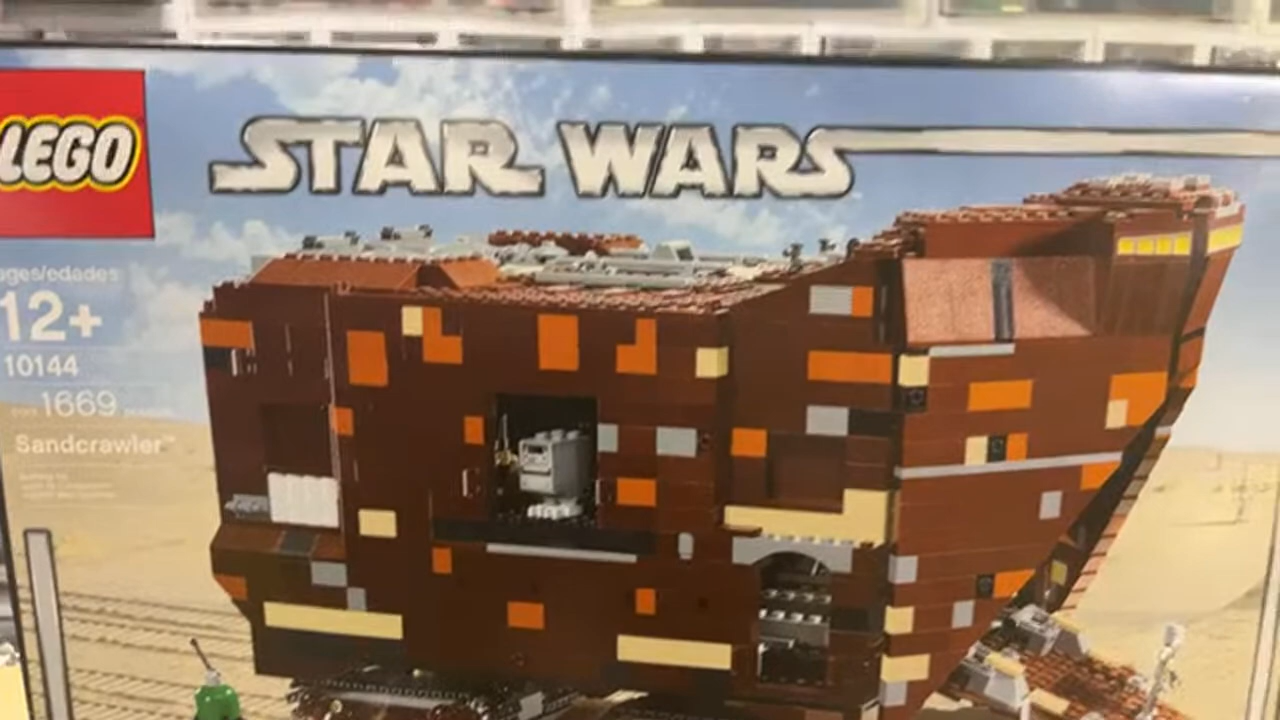 LEGO
STAR WARS
ages/edades
12+
10144
1669
Sandcrawler™